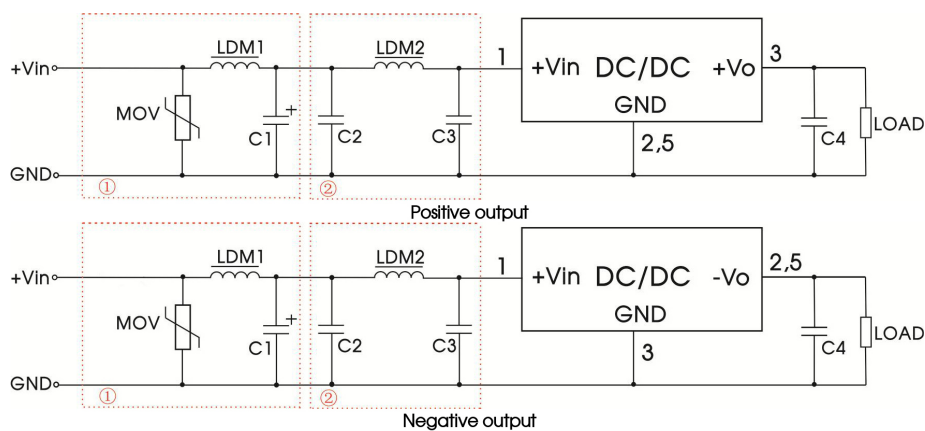 LDM1 LDM2
+Vin 1 +Vin DC/DC +Vo 3
MOV + GND
C1 C2 C3 2,5 C4 LOAD
GND
① ②
Positive output
LDM1 LDM2
+Vin 1 +Vin DC/DC -Vo 2,5
MOV + GND
C1 C2 C3 3 C4 LOAD
GND
① ②
Negative output